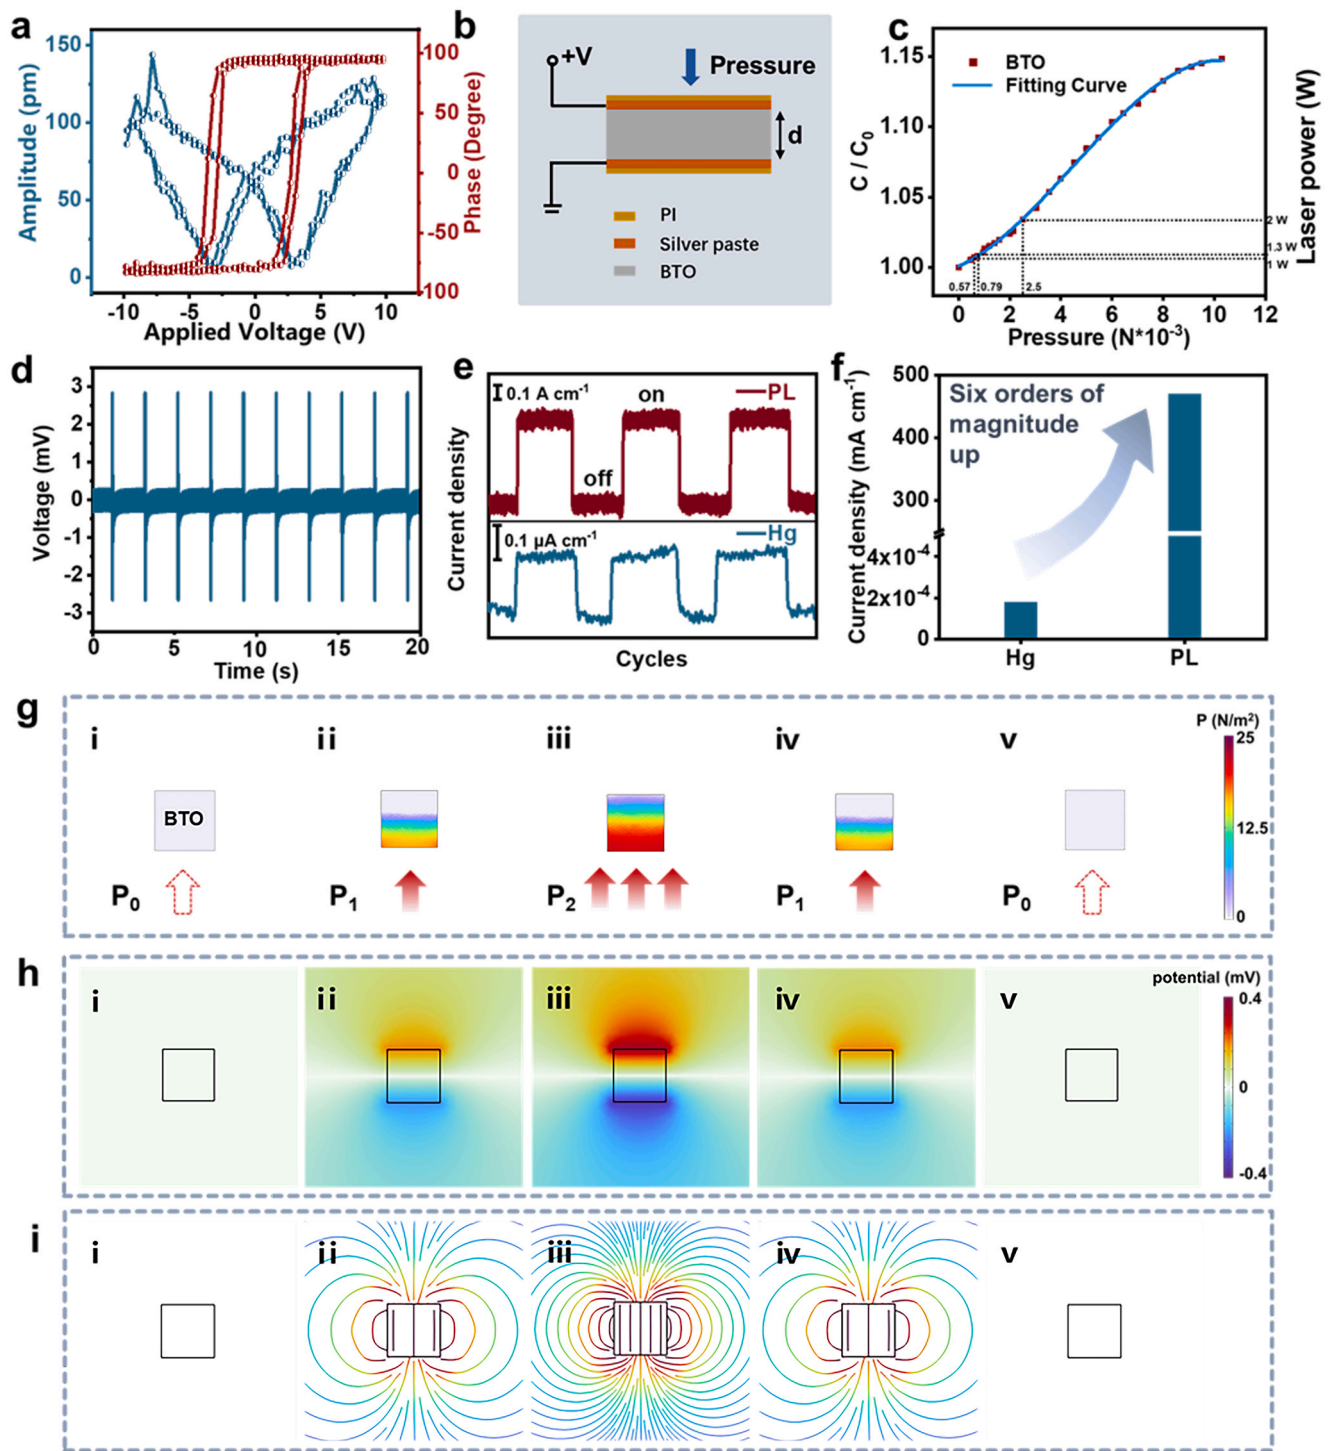 a
150
100
50
0
Amplitude (pm)
100
50
0
-50
-100
Phase (Degree)
-10
-5
0
5
10
Applied Voltage (V)
b
+V
Pressure
d
PI
Silver paste
BTO
c
1.15
1.10
1.05
1.00
C / C0
BTO
Fitting Curve
2 W
1.3 W
1 W
Laser power (W)
0.57
0.79
2.5
0
2
4
6
8
10
12
Pressure (N*10-3)
d
3
2
1
0
-1
-2
-3
Voltage (mV)
0
5
10
15
20
Time (s)
e
0.1 A cm-1
PL
on
off
0.1 µA cm-1
Hg
Current density
Cycles
f
500
400
300
4x10-4
2x10-4
0
Current density (mA cm-1)
Six orders of
magnitude
up
Hg
PL
g
i
ii
iii
iv
v
P (N/m2)
25
12.5
0
BTO
P0
P1
P2
P1
P0
h
i
ii
iii
iv
v
potential (mV)
0.4
0
-0.4
i
i
ii
iii
iv
v